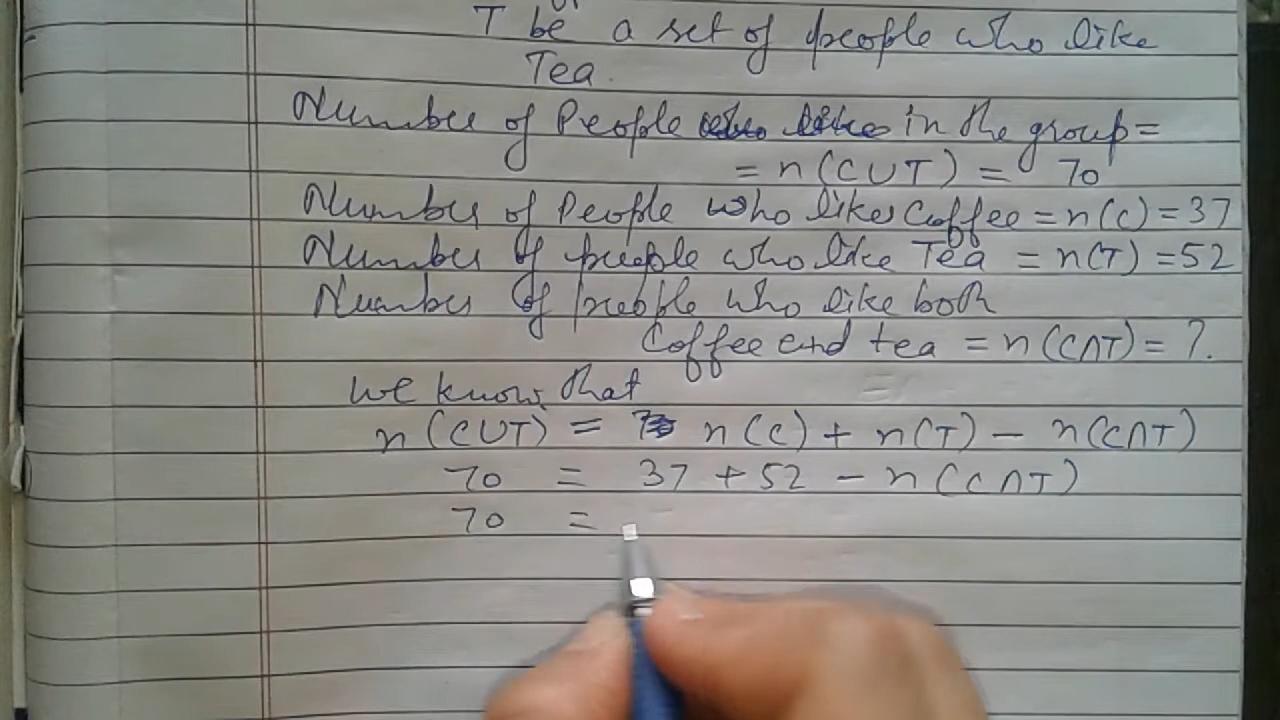 T be a set of people who like
Tea.
Number of People in the group =
= n(C∪T) = 70
Number of People who likes Coffee = n(C) = 37
Number of people who like Tea = n(T) = 52
Number of people who like both
Coffee and tea = n(C∩T) = ?.
We know that
n(C∪T) = n(C) + n(T) - n(C∩T)
70 = 37 + 52 - n(C∩T)
70 =